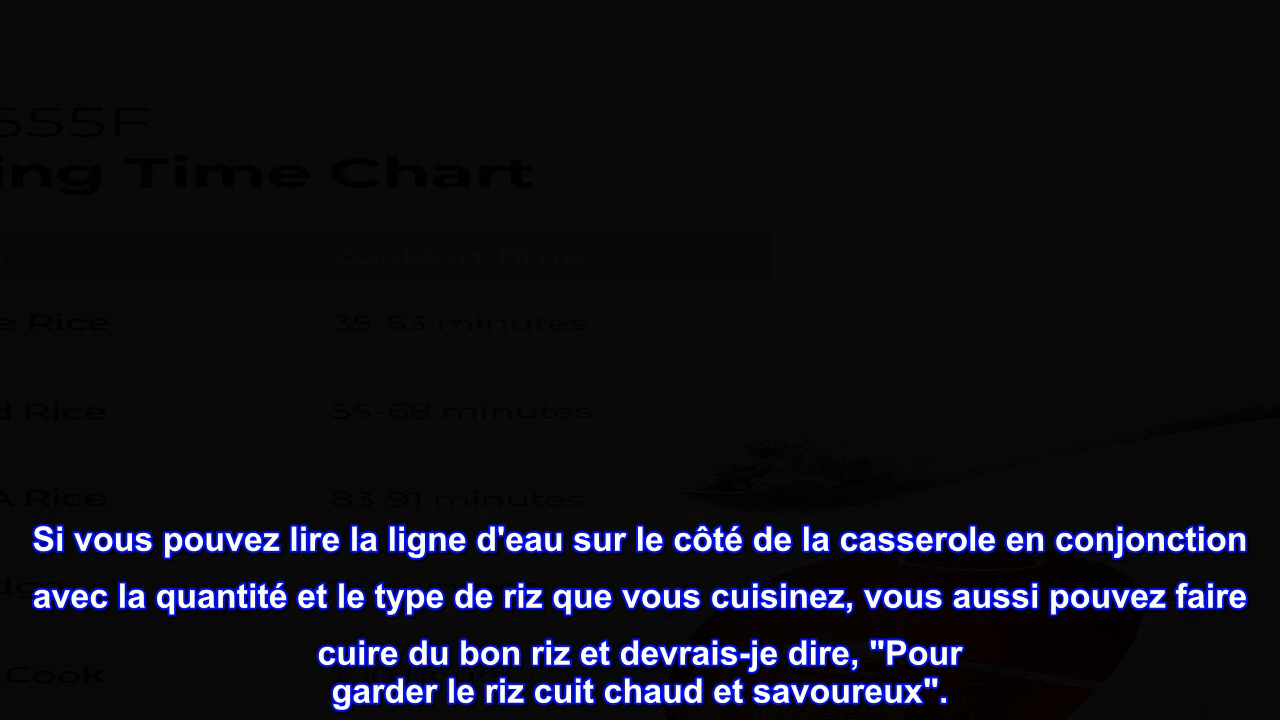 655F
ing Time Chart
Cooking Time
e Rice 35-53 minutes
d Rice 55-68 minutes
A Rice 83-91 minutes
Si vous pouvez lire la ligne d'eau sur le côté de la casserole en conjonction
avec la quantité et le type de riz que vous cuisinez, vous aussi pouvez faire
cuire du bon riz et devrais-je dire, "Pour
Cook
garder le riz cuit chaud et savoureux".